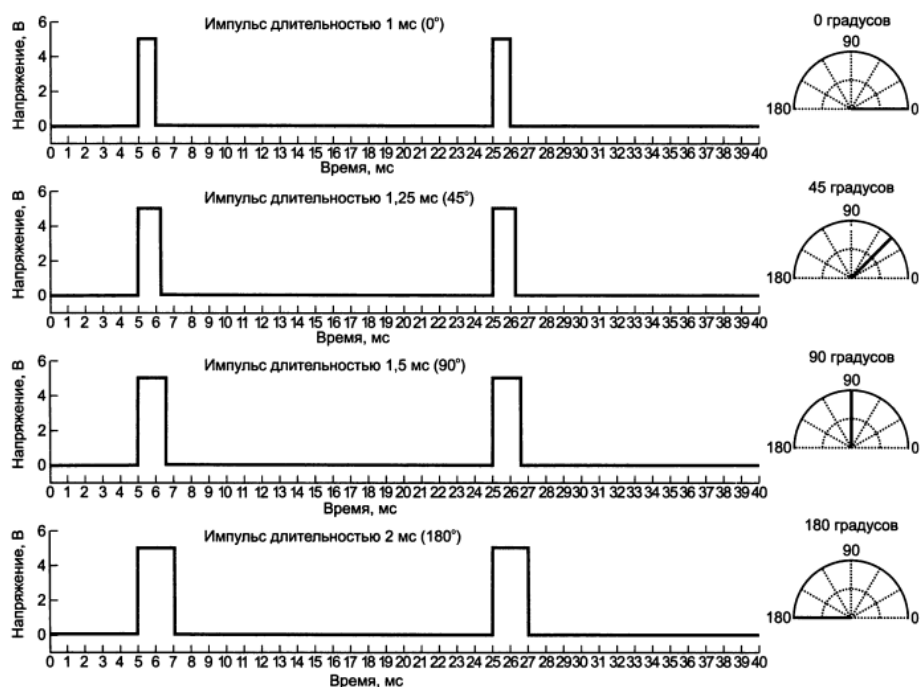 Импульс длительностью 1 мс (0°)
Напряжение, В
6
4
2
0
0 1 2 3 4 5 6 7 8 9 10 11 12 13 14 15 16 17 18 19 20 21 22 23 24 25 26 27 28 29 30 31 32 33 34 35 36 37 38 39 40
Время, мс
0 градусов
90
180 0
Импульс длительностью 1,25 мс (45°)
Напряжение, В
6
4
2
0
0 1 2 3 4 5 6 7 8 9 10 11 12 13 14 15 16 17 18 19 20 21 22 23 24 25 26 27 28 29 30 31 32 33 34 35 36 37 38 39 40
Время, мс
45 градусов
90
180 0
Импульс длительностью 1,5 мс (90°)
Напряжение, В
6
4
2
0
0 1 2 3 4 5 6 7 8 9 10 11 12 13 14 15 16 17 18 19 20 21 22 23 24 25 26 27 28 29 30 31 32 33 34 35 36 37 38 39 40
Время, мс
90 градусов
90
180 0
Импульс длительностью 2 мс (180°)
Напряжение, В
6
4
2
0
0 1 2 3 4 5 6 7 8 9 10 11 12 13 14 15 16 17 18 19 20 21 22 23 24 25 26 27 28 29 30 31 32 33 34 35 36 37 38 39 40
Время, мс
180 градусов
90
180 0